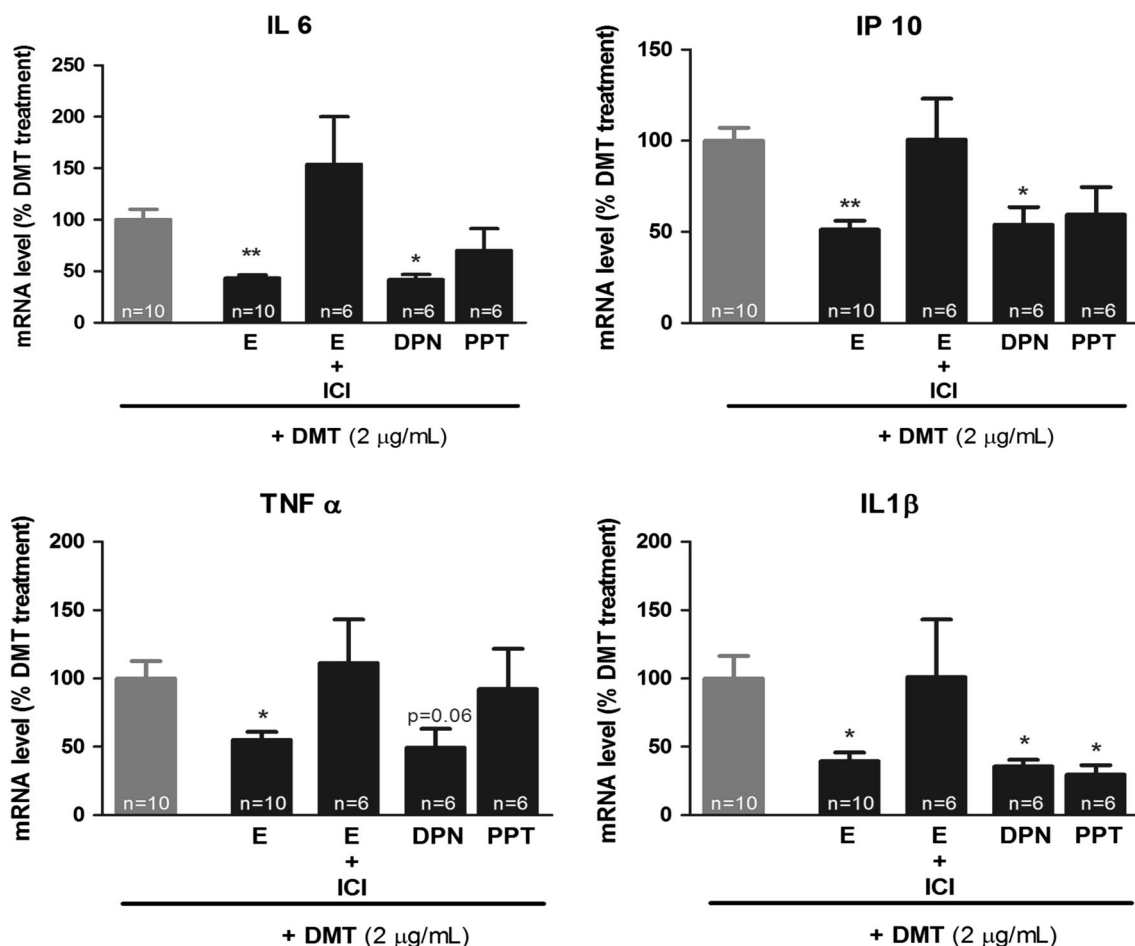 IL 6
mRNA level (% DMT treatment)
250
200
150
100
50
0
n=10
n=10
n=6
n=6
n=6
**
*
E
E
+
ICI
DPN
PPT
+ DMT (2 μg/mL)
IP 10
mRNA level (% DMT treatment)
150
100
50
0
n=10
n=10
n=6
n=6
n=6
**
*
E
E
+
ICI
DPN
PPT
+ DMT (2 μg/mL)
TNF α
mRNA level (% DMT treatment)
200
150
100
50
0
n=10
n=10
n=6
n=6
n=6
*
p=0.06
E
E
+
ICI
DPN
PPT
+ DMT (2 μg/mL)
IL1β
mRNA level (% DMT treatment)
200
150
100
50
0
n=10
n=10
n=6
n=6
n=6
*
*
*
E
E
+
ICI
DPN
PPT
+ DMT (2 μg/mL)